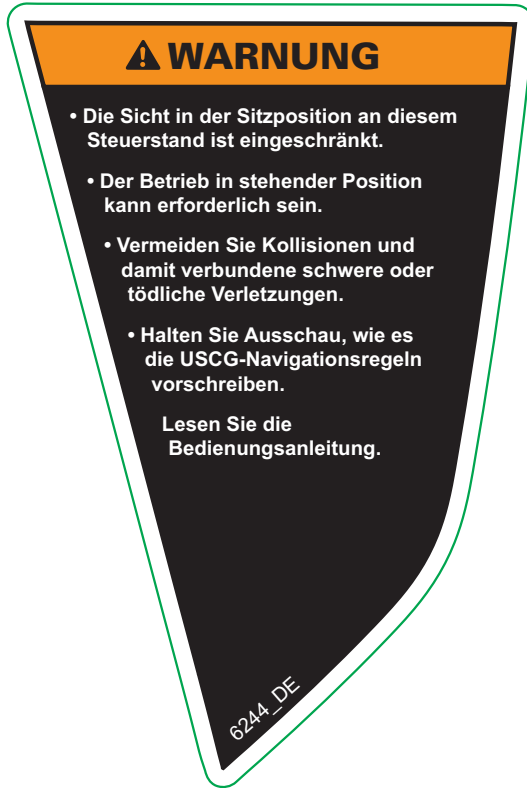 WARNUNG
• Die Sicht in der Sitzposition an diesem
Steuerstand ist eingeschränkt.
• Der Betrieb in stehender Position
kann erforderlich sein.
• Vermeiden Sie Kollisionen und
damit verbundene schwere oder
tödliche Verletzungen.
• Halten Sie Ausschau, wie es
die USCG-Navigationsregeln
vorschreiben.
Lesen Sie die
Bedienungsanleitung.
6244_DE